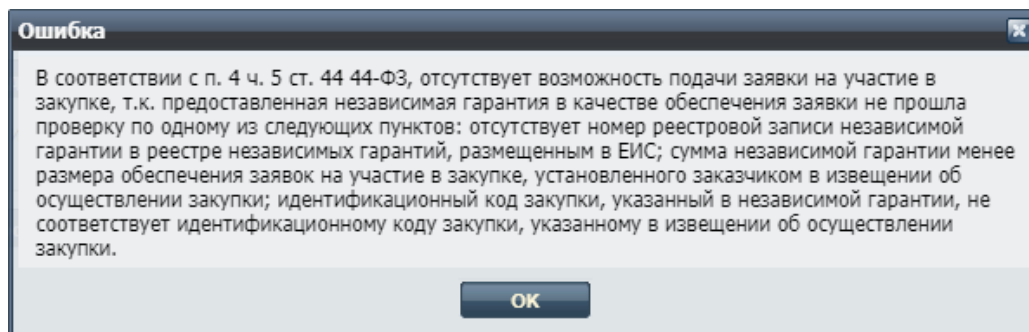 Ошибка
В соответствии с п. 4 ч. 5 ст. 44 44-ФЗ, отсутствует возможность подачи заявки на участие в
закупке, т.к. предоставленная независимая гарантия в качестве обеспечения заявки не прошла
проверку по одному из следующих пунктов: отсутствует номер реестровой записи независимой
гарантии в реестре независимых гарантий, размещенным в ЕИС; сумма независимой гарантии менее
размера обеспечения заявок на участие в закупке, установленного заказчиком в извещении об
осуществлении закупки; идентификационный код закупки, указанный в независимой гарантии, не
соответствует идентификационному коду закупки, указанному в извещении об осуществлении
закупки.
ОК